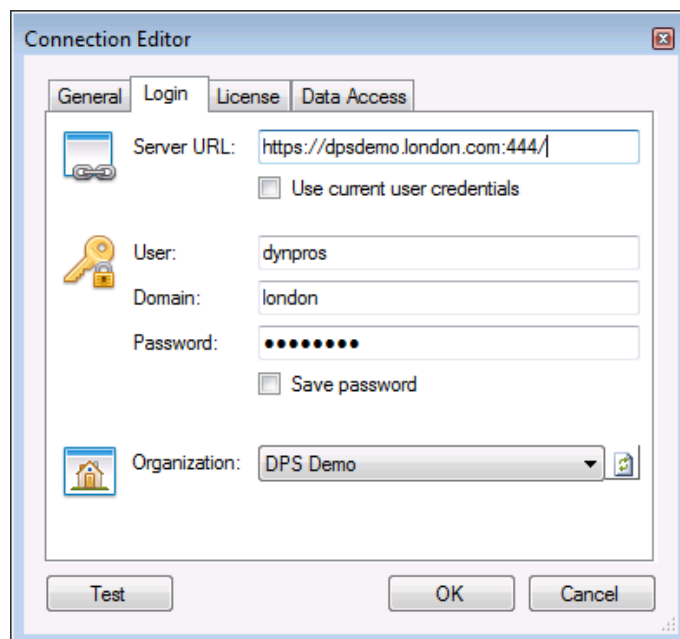 Connection Editor
General Login License Data Access
Server URL: https://dpsdemo.london.com:444/
Use current user credentials
User: dynpros
Domain: london
Password: ●●●●●●●●
Save password
Organization: DPS Demo
Test OK Cancel